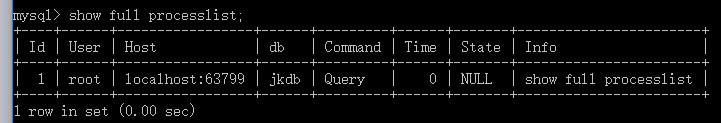 mysql> show full processlist;
+----+------+-----------------+------+---------+------+-------+-----------------------+
| Id | User | Host            | db   | Command | Time | State | Info                  |
+----+------+-----------------+------+---------+------+-------+-----------------------+
|  1 | root | localhost:63799 | jkdb | Query   |    0 | NULL  | show full processlist |
+----+------+-----------------+------+---------+------+-------+-----------------------+
1 row in set (0.00 sec)